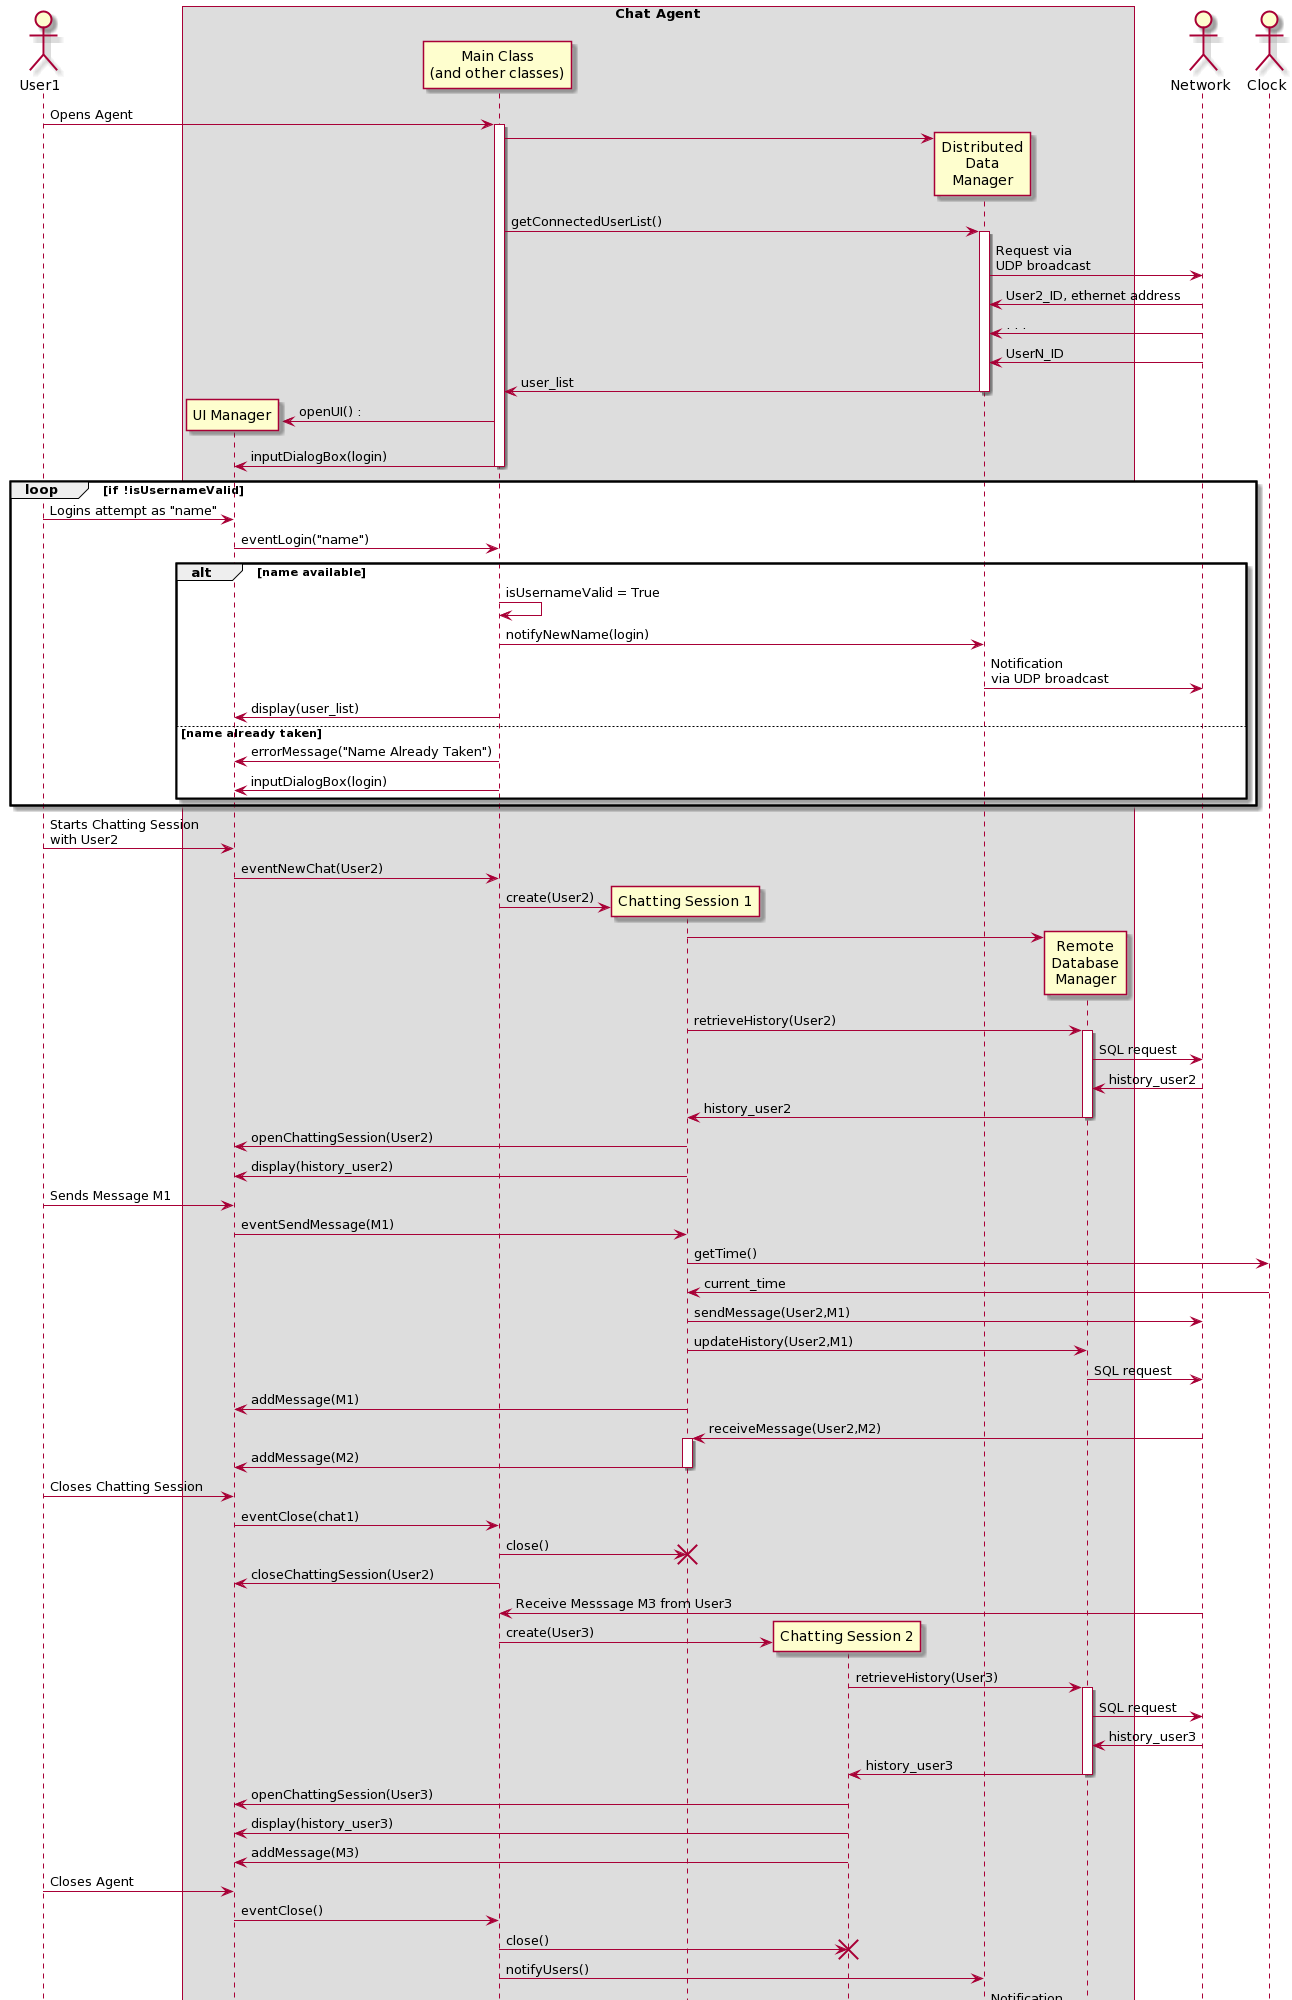 Chat Agent
User1
Main Class
(and other classes)
Network
Clock
Opens Agent
Distributed
Data
Manager
getConnectedUserList()
Request via
UDP broadcast
User2_ID, ethernet address
. . .
UserN_ID
user_list
UI Manager
openUI() :
inputDialogBox(login)
loop
[if !isUsernameValid]
Logins attempt as "name"
eventLogin("name")
alt
[name available]
isUsernameValid = True
notifyNewName(login)
Notification
via UDP broadcast
display(user_list)
[name already taken]
errorMessage("Name Already Taken")
inputDialogBox(login)
Starts Chatting Session
with User2
eventNewChat(User2)
create(User2)
Chatting Session 1
Remote
Database
Manager
retrieveHistory(User2)
SQL request
history_user2
history_user2
openChattingSession(User2)
display(history_user2)
Sends Message M1
eventSendMessage(M1)
getTime()
current_time
sendMessage(User2,M1)
updateHistory(User2,M1)
SQL request
addMessage(M1)
receiveMessage(User2,M2)
addMessage(M2)
Closes Chatting Session
eventClose(chat1)
close()
closeChattingSession(User2)
Receive Messsage M3 from User3
create(User3)
Chatting Session 2
retrieveHistory(User3)
SQL request
history_user3
history_user3
openChattingSession(User3)
display(history_user3)
addMessage(M3)
Closes Agent
eventClose()
close()
notifyUsers()
Notification